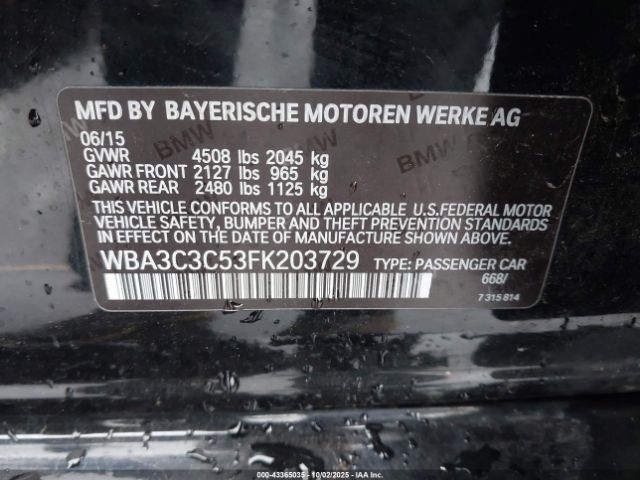 MFD BY BAYERISCHE MOTOREN WERKE AG
06/15
GVWR 4508 lbs 2045 kg
GAWR FRONT 2127 lbs 965 kg
GAWR REAR 2480 lbs 1125 kg
THIS VEHICLE CONFORMS TO ALL APPLICABLE U.S.FEDERAL MOTOR
VEHICLE SAFETY, BUMPER AND THEFT PREVENTION STANDARDS
IN EFFECT ON THE DATE OF MANUFACTURE SHOWN ABOVE.
WBA3C3C53FK203729 TYPE: PASSENGER CAR
668/
7 315 814
BMW
BMW
BMW
000-43365035 10/02/2025 - IAA Inc.